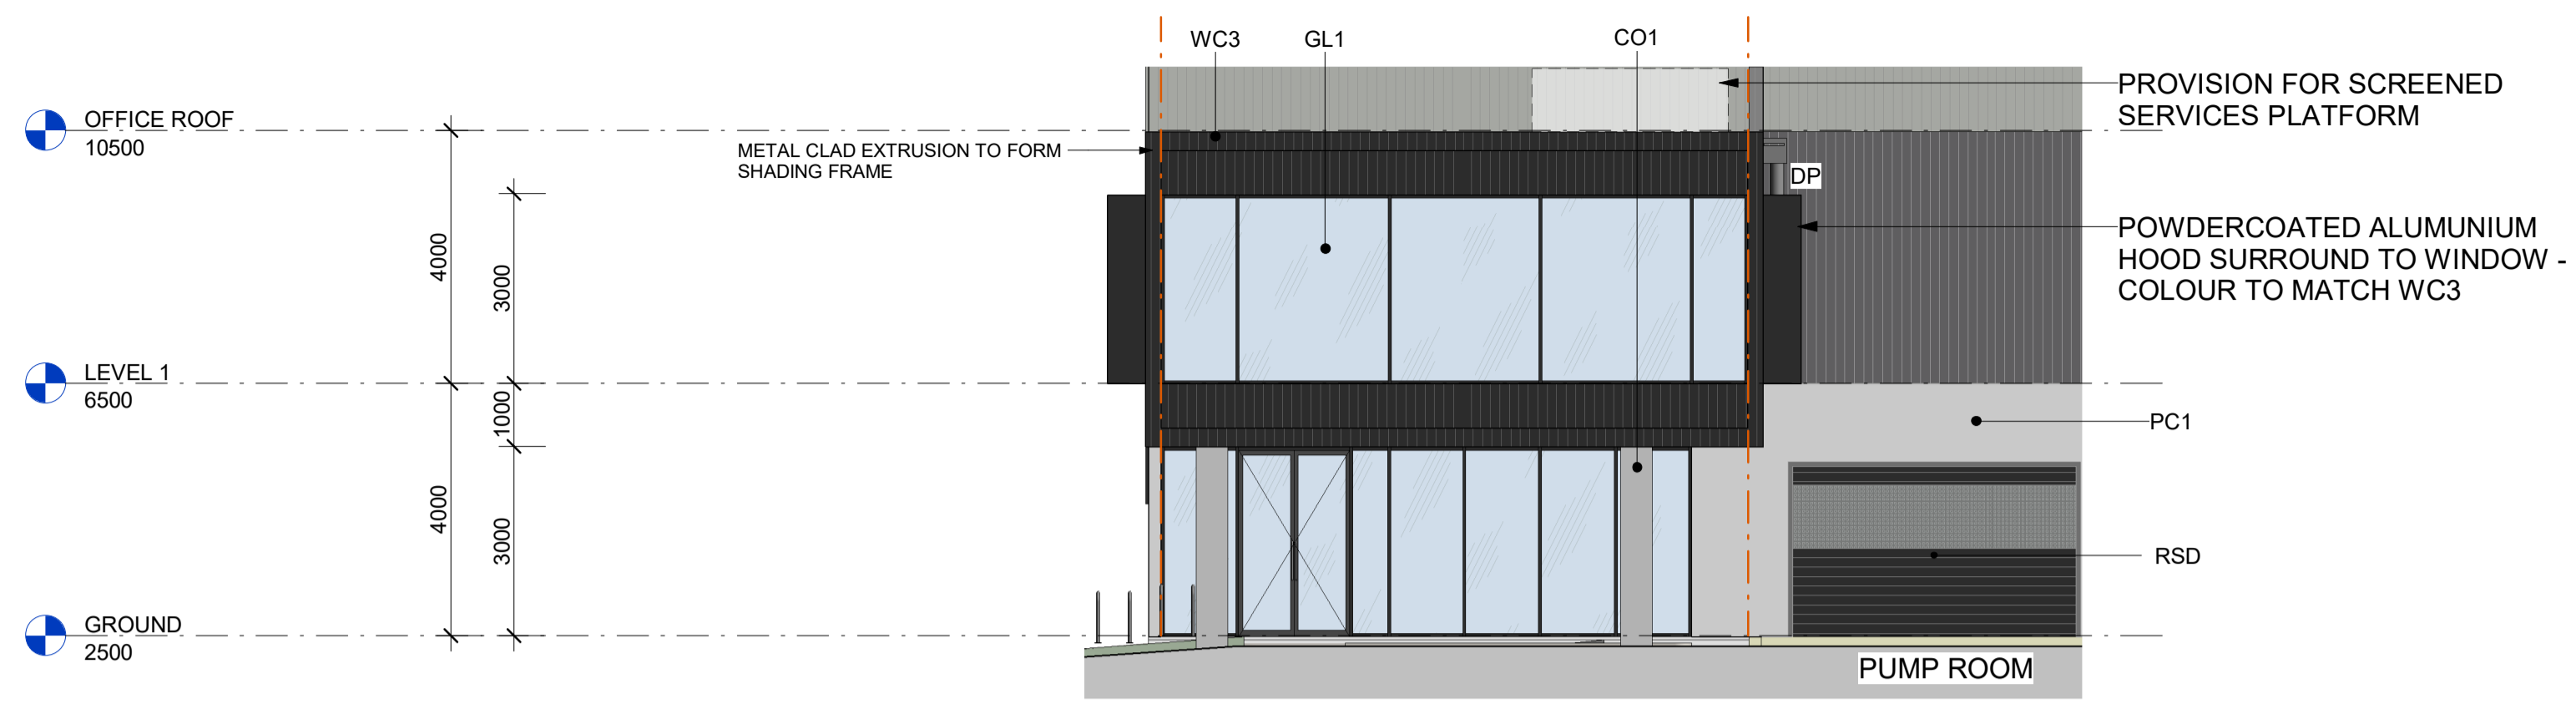 WC3
GL1
CO1
PROVISION FOR SCREENED
SERVICES PLATFORM
OFFICE ROOF
10500
METAL CLAD EXTRUSION TO FORM
SHADING FRAME
DP
POWDERCOATED ALUMUNIUM
HOOD SURROUND TO WINDOW -
COLOUR TO MATCH WC3
4000
3000
LEVEL 1
6500
1000
PC1
4000
3000
RSD
GROUND
2500
PUMP ROOM